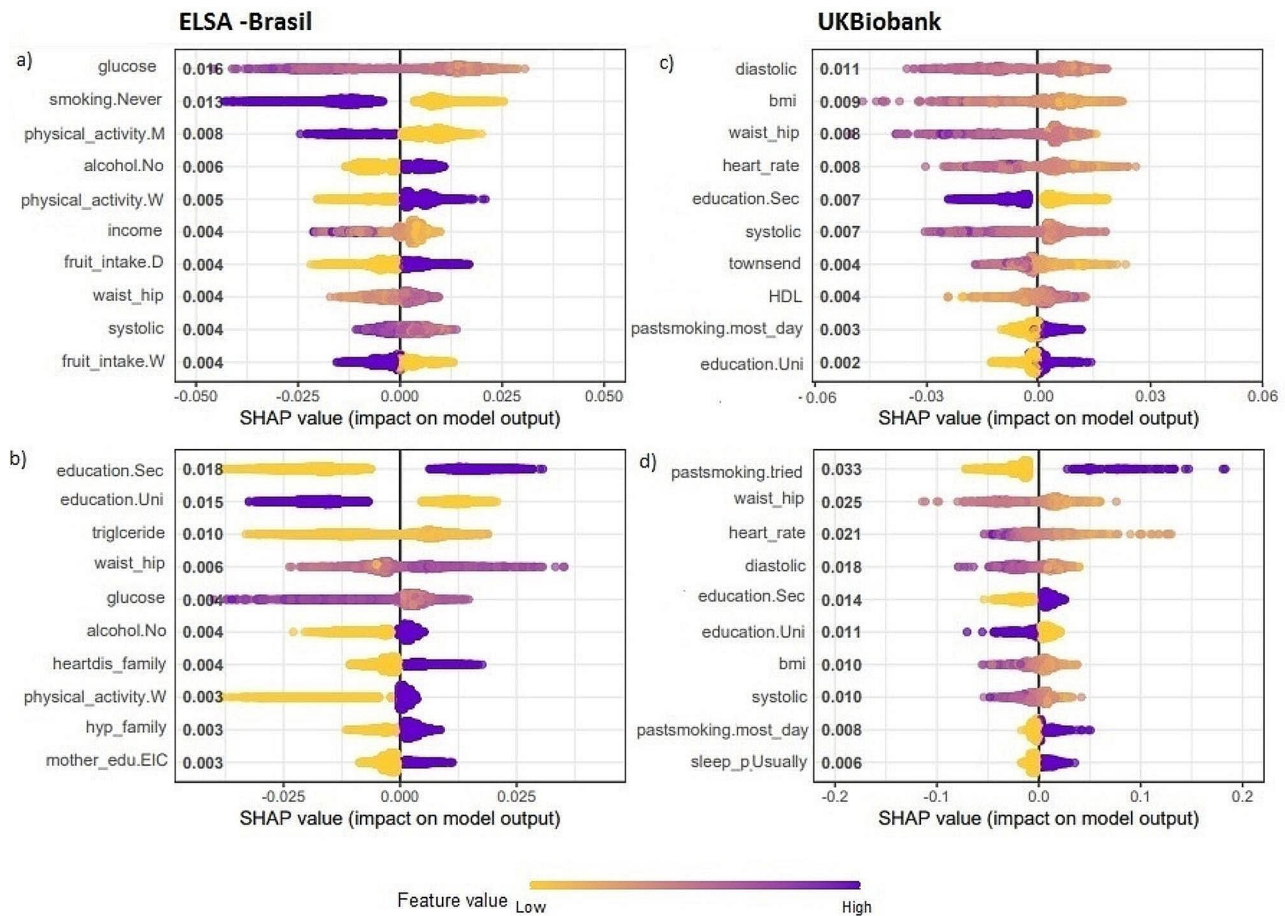 ELSA -Brasil
UKBiobank
a)
glucose 0.016
smoking.Never 0.013
physical_activity.M 0.008
alcohol.No 0.006
physical_activity.W 0.005
income 0.004
fruit_intake.D 0.004
waist_hip 0.004
systolic 0.004
fruit_intake.W 0.004
-0.050 -0.025 0.000 0.025 0.050
SHAP value (impact on model output)
c)
diastolic 0.011
bmi 0.009
waist_hip 0.008
heart_rate 0.008
education.Sec 0.007
systolic 0.007
townsend 0.004
HDL 0.004
pastsmoking.most_day 0.003
education.Uni 0.002
-0.06 -0.03 0.00 0.03 0.06
SHAP value (impact on model output)
b)
education.Sec 0.018
education.Uni 0.015
triglceride 0.010
waist_hip 0.006
glucose 0.004
alcohol.No 0.004
heartdis_family 0.004
physical_activity.W 0.003
hyp_family 0.003
mother_edu.EIC 0.003
-0.025 0.000 0.025
SHAP value (impact on model output)
d)
pastsmoking.tried 0.033
waist_hip 0.025
heart_rate 0.021
diastolic 0.018
education.Sec 0.014
education.Uni 0.011
bmi 0.010
systolic 0.010
pastsmoking.most_day 0.008
sleep_p.Usually 0.006
-0.2 -0.1 0.0 0.1 0.2
SHAP value (impact on model output)
Feature value Low High